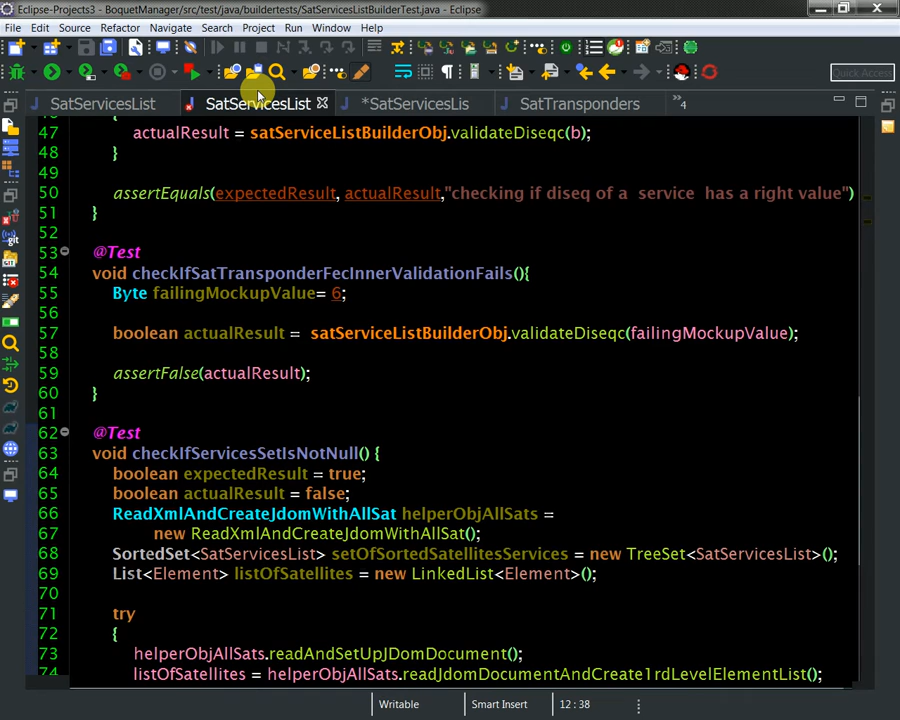 Eclipse-Projects3 - BoquetManager/src/test/java/buildertests/SatServicesListBuilderTest.java - Eclipse
File Edit Source Refactor Navigate Search Project Run Window Help
Quick Access
SatServicesList SatServicesList *SatServicesLis SatTransponders »4
47 actualResult = satServiceListBuilderObj.validateDiseqc(b);
48 }
49
50 assertEquals(expectedResult, actualResult,"checking if diseq of a service has a right value")
51 }
52
53 @Test
54 void checkIfSatTransponderFecInnerValidationFails(){
55 Byte failingMockupValue= 6;
56
57 boolean actualResult = satServiceListBuilderObj.validateDiseqc(failingMockupValue);
58
59 assertFalse(actualResult);
60 }
61
62 @Test
63 void checkIfServicesSetIsNotNull() {
64 boolean expectedResult = true;
65 boolean actualResult = false;
66 ReadXmlAndCreateJdomWithAllSat helperObjAllSats =
67 new ReadXmlAndCreateJdomWithAllSat();
68 SortedSet<SatServicesList> setOfSortedSatellitesServices = new TreeSet<SatServicesList>();
69 List<Element> listOfSatellites = new LinkedList<Element>();
70
71 try
72 {
73 helperObjAllSats.readAndSetUpJDomDocument();
74 listOfSatellites = helperObjAllSats.readJdomDocumentAndCreate1rdLevelElementList();
Writable Smart Insert 12 : 38